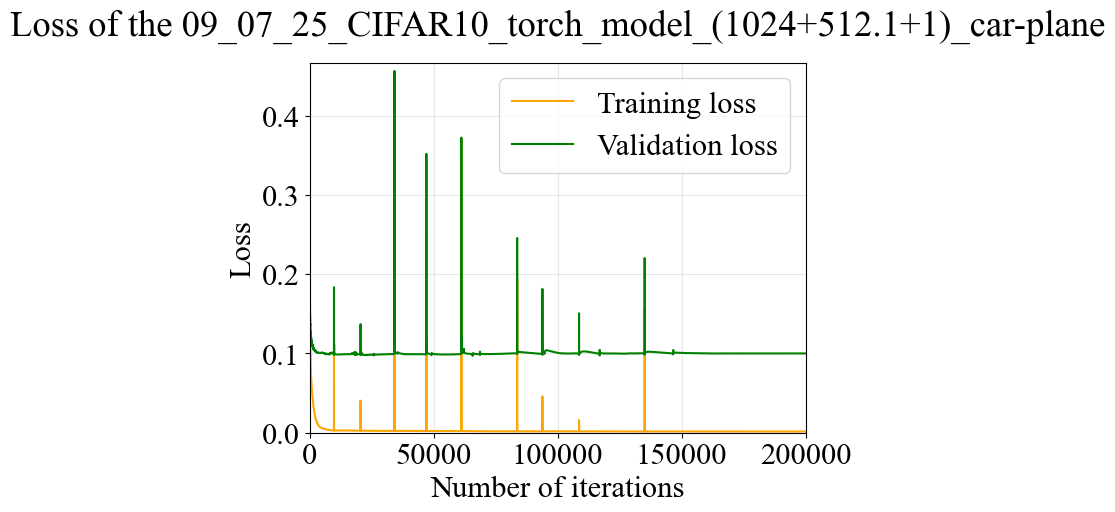 Loss of the 09_07_25_CIFAR10_torch_model_(1024+512.1+1)_car-plane
Training loss
Validation loss
0.4
0.3
0.2
0.1
0.0
Loss
0 50000 100000 150000 200000
Number of iterations